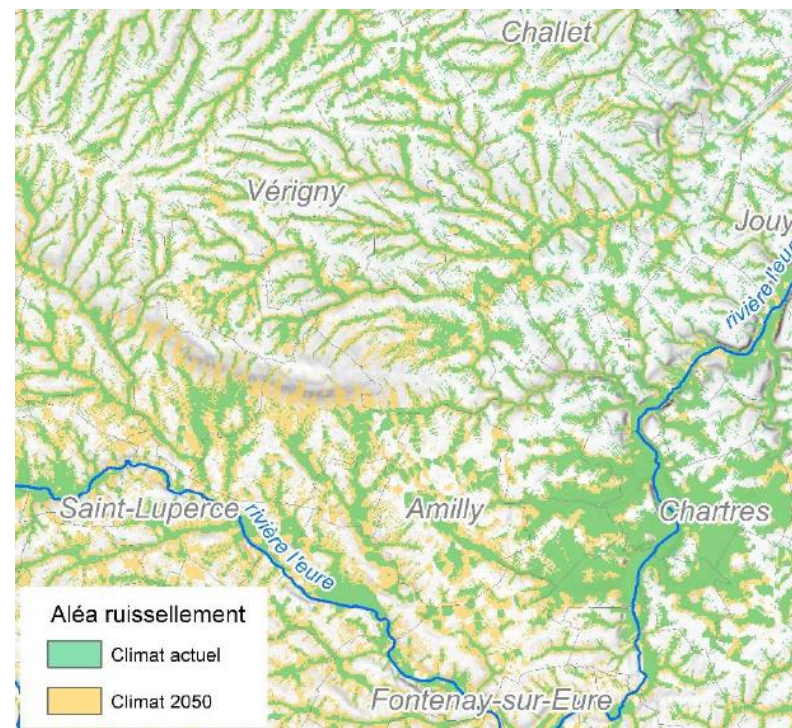 Challet
Vérigny
Jouy
rivière l'eure
Saint-Luperce
rivière l'eure
Amilly
Chartres
Aléa ruissellement
Climat actuel
Climat 2050
Fontenay-sur-Eure